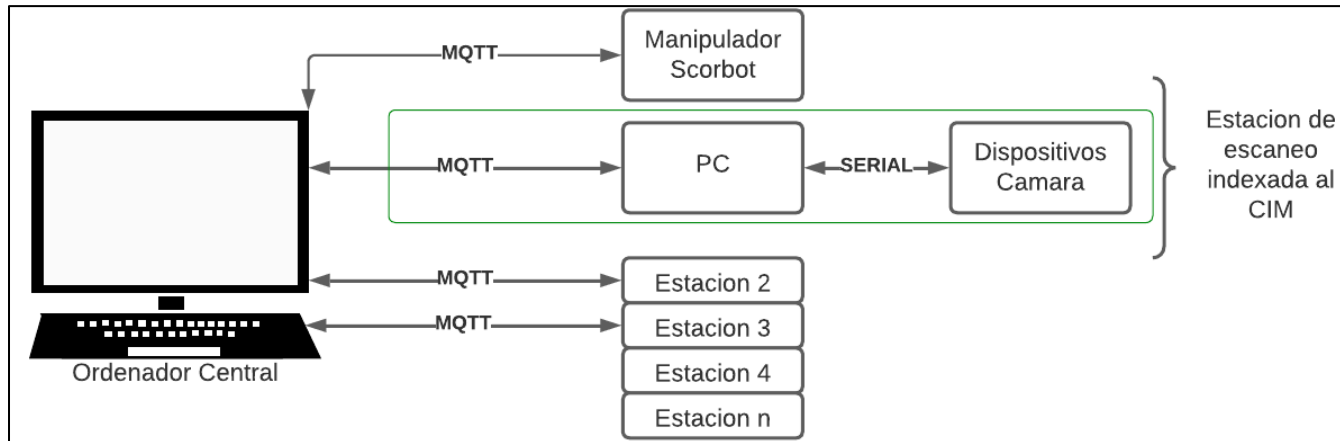 MQTT
Manipulador
Scorbot
MQTT
PC
SERIAL
Dispositivos
Camara
Estacion de
escaneo
indexada al
CIM
MQTT
Estacion 2
MQTT
Estacion 3
Estacion 4
Estacion n
Ordenador Central